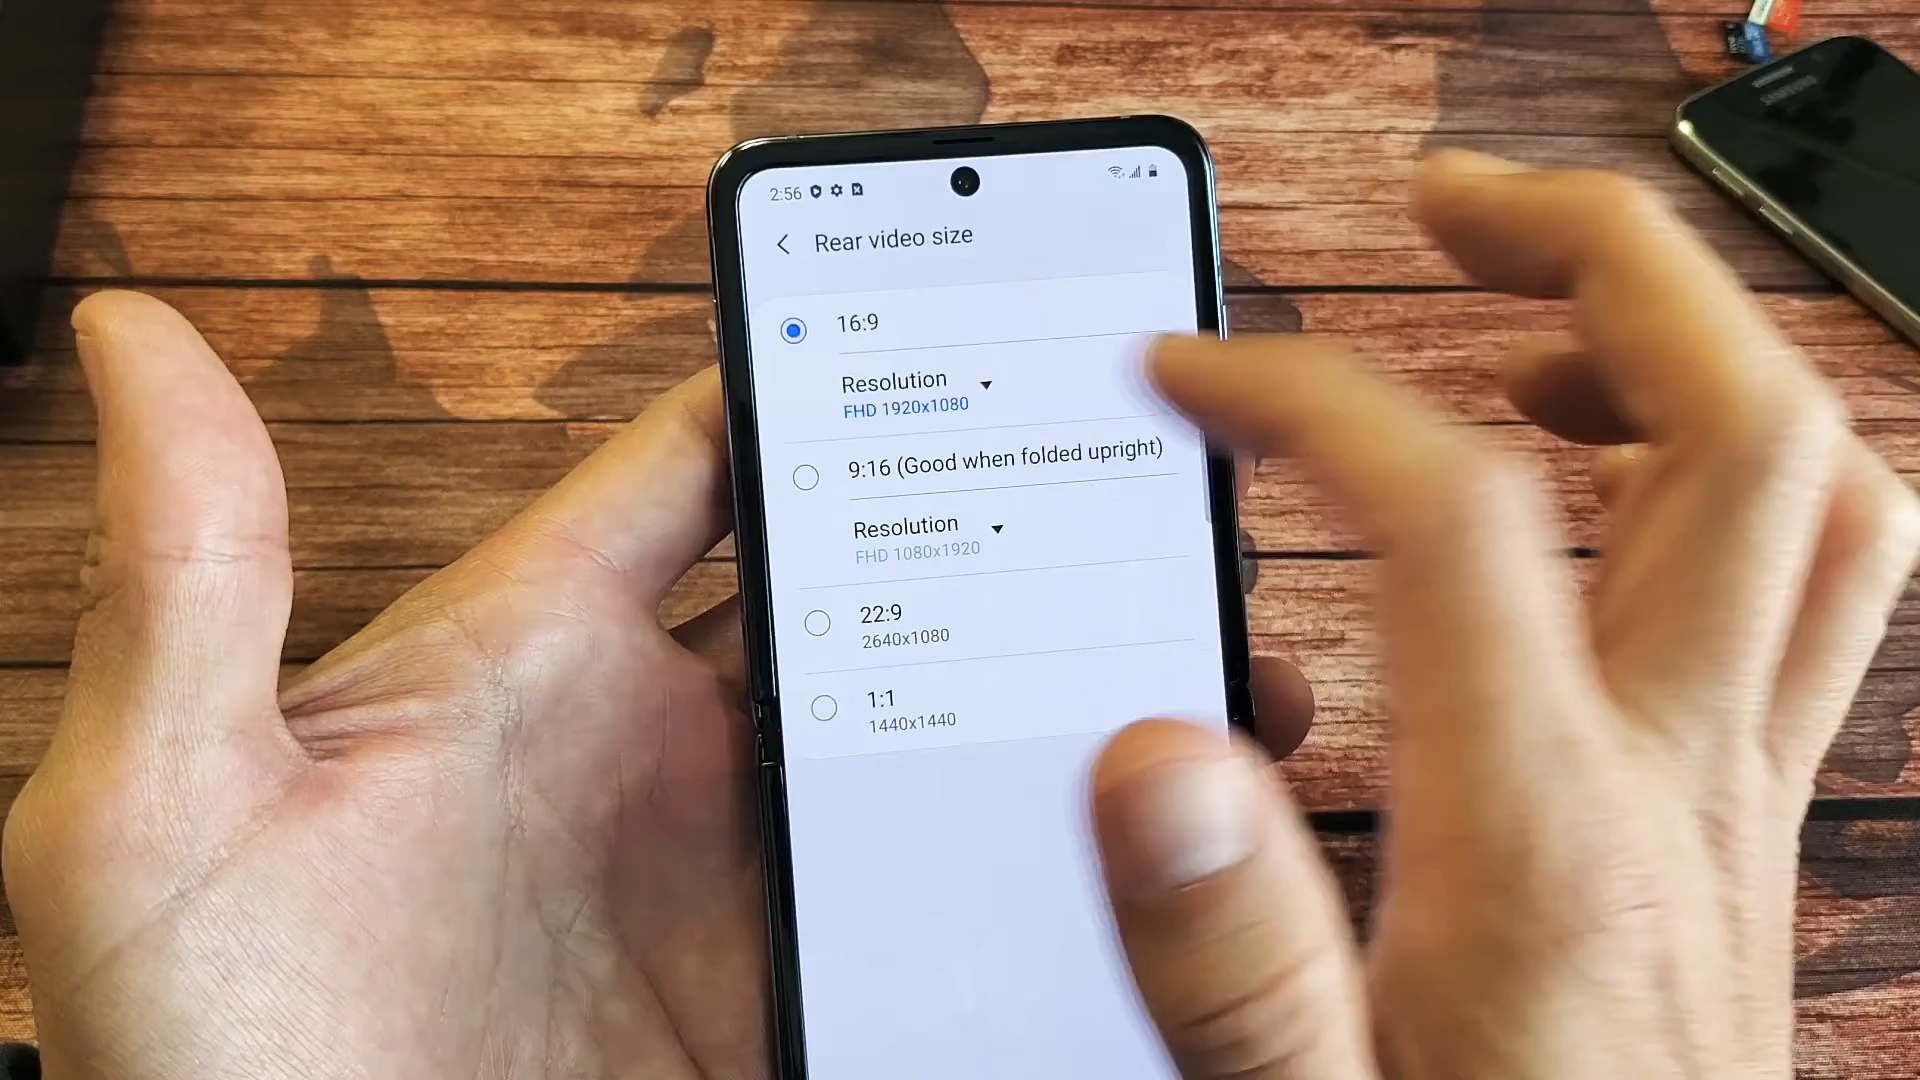 2:56
Rear video size
16:9
Resolution
FHD 1920x1080
9:16 (Good when folded upright)
Resolution
FHD 1080x1920
22:9
2640x1080
1:1
1440x1440
SAMSUNG